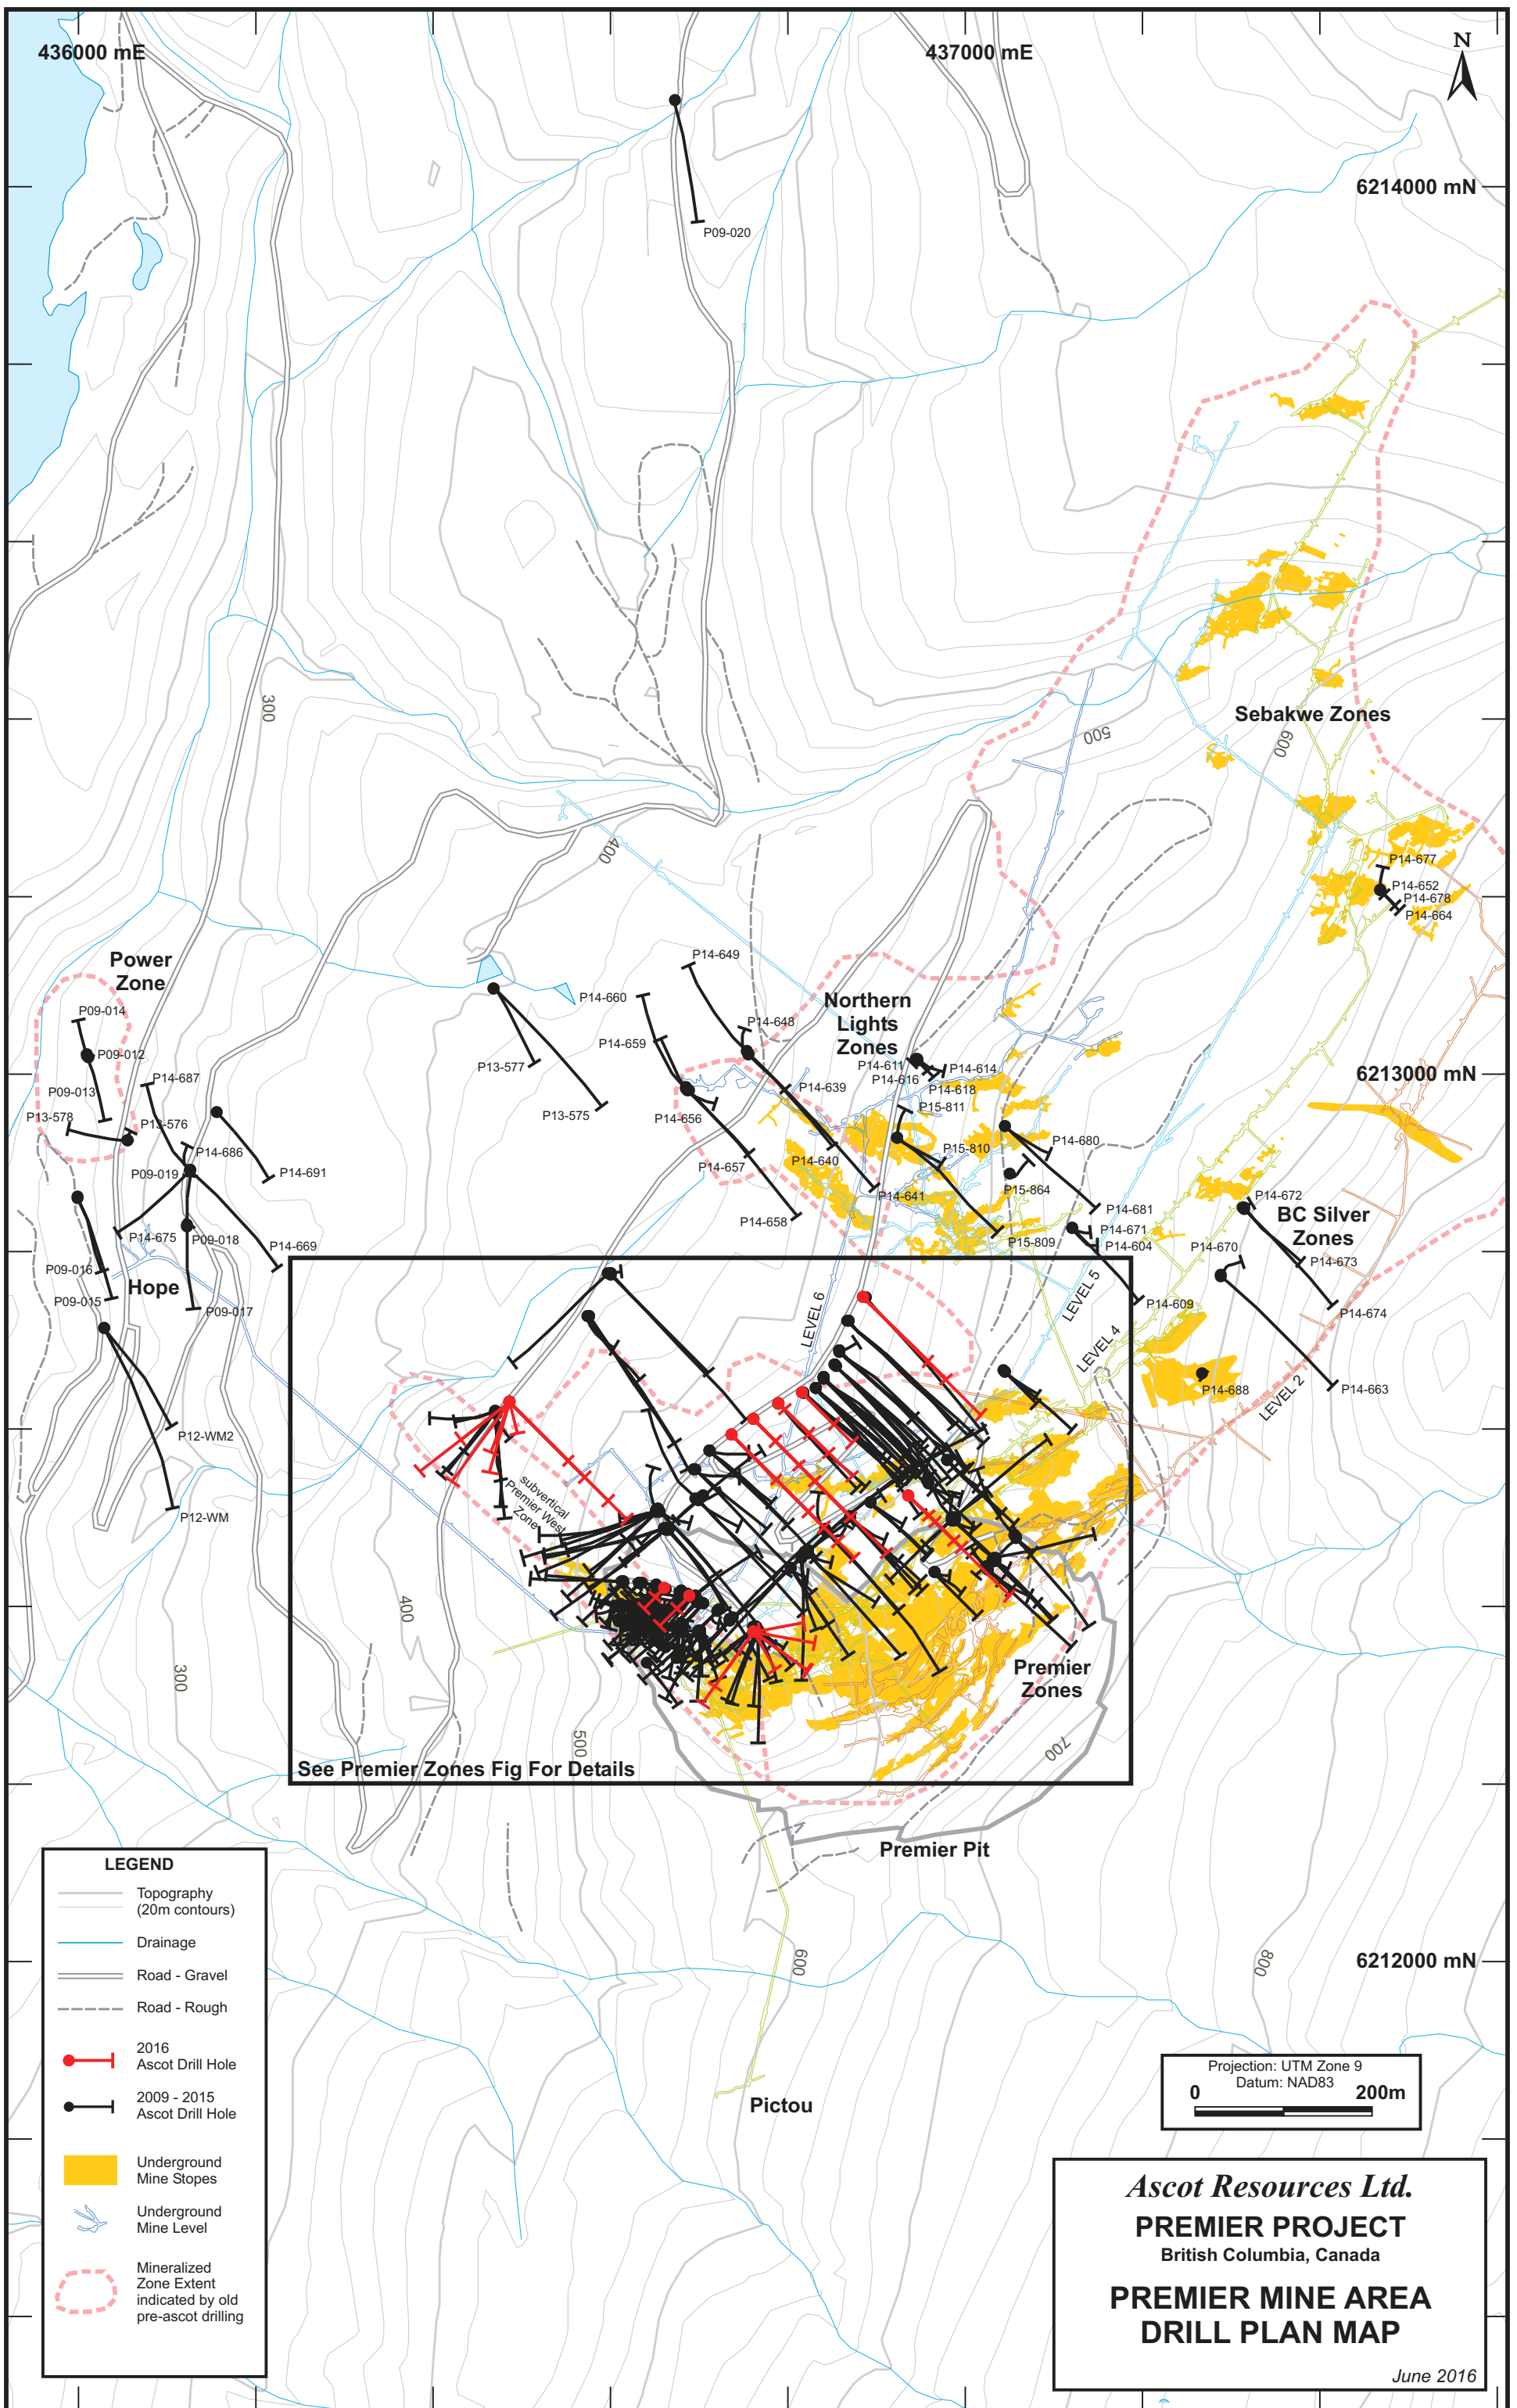 436000 mE
437000 mE
N
6214000 mN
P09-020
300
500
600
Sebakwe Zones
400
P14-677
P14-652
P14-678
P14-664
Power
Zone
P09-014
P09-012
P09-013
P13-578
P13-576
P14-687
P14-686
P09-019
P14-691
P14-675
P09-018
P14-669
P09-016
P09-015
Hope
P09-017
P12-WM2
P12-WM
P13-577
P13-575
P14-649
P14-660
P14-648
P14-659
P14-639
P14-656
P14-657
P14-640
P14-641
P14-658
Northern
Lights
Zones
P14-611
P14-616
P14-614
P14-618
P15-811
P15-810
P15-809
6213000 mN
P14-680
P15-864
P14-681
P14-671
P14-604
P14-609
P14-672
BC Silver
Zones
P14-670
P14-673
P14-674
P14-688
P14-663
LEVEL 6
LEVEL 5
LEVEL 4
LEVEL 2
subvertical
Premier West
Zone
400
300
500
Premier
Zones
700
See Premier Zones Fig For Details
Premier Pit
600
800
6212000 mN
Pictou
LEGEND
Topography
(20m contours)
Drainage
Road - Gravel
Road - Rough
2016
Ascot Drill Hole
2009 - 2015
Ascot Drill Hole
Underground
Mine Stopes
Underground
Mine Level
Mineralized
Zone Extent
indicated by old
pre-ascot drilling
Projection: UTM Zone 9
Datum: NAD83
0 200m
Ascot Resources Ltd.
PREMIER PROJECT
British Columbia, Canada
PREMIER MINE AREA
DRILL PLAN MAP
June 2016